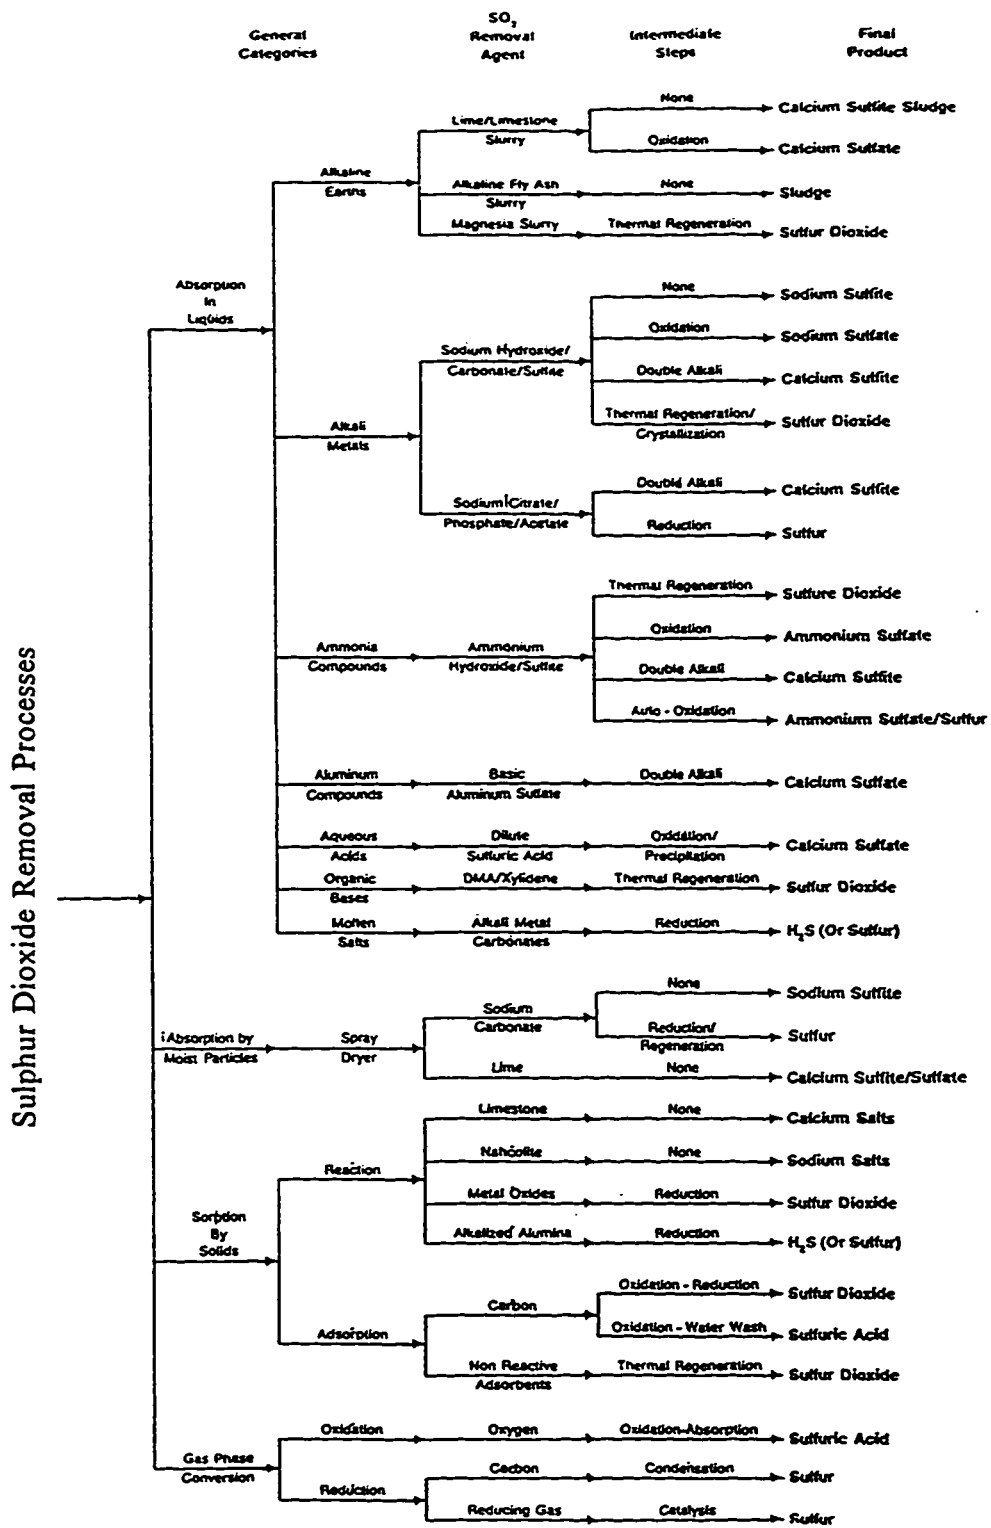 Sulphur Dioxide Removal Processes
General
Categories
SO2
Removal
Agent
Intermediate
Steps
Final
Product
Absorption
In
Liquids
Alkaline
Earths
Lime/Limestone
Slurry
None
Calcium Sulfite Sludge
Oxidation
Calcium Sulfate
Alkaline Fly Ash
Slurry
None
Sludge
Magnesia Slurry
Thermal Regeneration
Sulfur Dioxide
Alkali
Metals
Sodium Hydroxide/
Carbonate/Sulfite
None
Sodium Sulfite
Oxidation
Sodium Sulfate
Double Alkali
Calcium Sulfite
Thermal Regeneration/
Crystallization
Sulfur Dioxide
Sodium Citrate/
Phosphate/Acetate
Double Alkali
Calcium Sulfite
Reduction
Sulfur
Ammonia
Compounds
Ammonium
Hydroxide/Sulfite
Thermal Regeneration
Sulfure Dioxide
Oxidation
Ammonium Sulfate
Double Alkali
Calcium Sulfite
Auto - Oxidation
Ammonium Sulfate/Sulfur
Aluminum
Compounds
Basic
Aluminum Sulfate
Double Alkali
Calcium Sulfate
Aqueous
Acids
Dilute
Sulfuric Acid
Oxidation/
Precipitation
Calcium Sulfate
Organic
Bases
DMA/Xylidene
Thermal Regeneration
Sulfur Dioxide
Molten
Salts
Alkali Metal
Carbonates
Reduction
H2S (Or Sulfur)
Absorption by
Moist Particles
Spray
Dryer
Sodium
Carbonate
None
Sodium Sulfite
Reduction/
Regeneration
Sulfur
Lime
None
Calcium Sulfite/Sulfate
Sorption
By
Solids
Reaction
Limestone
None
Calcium Salts
Nahcolite
None
Sodium Salts
Metal Oxides
Reduction
Sulfur Dioxide
Alkalized Alumina
Reduction
H2S (Or Sulfur)
Adsorption
Carbon
Oxidation - Reduction
Sulfur Dioxide
Oxidation - Water Wash
Sulfuric Acid
Non Reactive
Adsorbents
Thermal Regeneration
Sulfur Dioxide
Gas Phase
Conversion
Oxidation
Oxygen
Oxidation-Absorption
Sulfuric Acid
Reduction
Carbon
Condensation
Sulfur
Reducing Gas
Catalysis
Sulfur